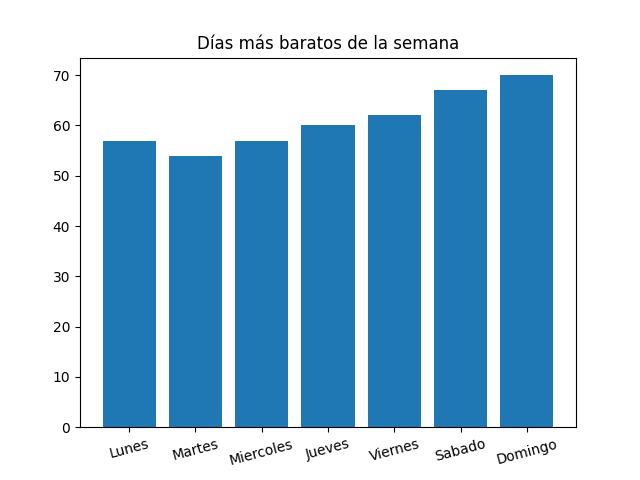 Días más baratos de la semana
70
60
50
40
30
20
10
0
Lunes
Martes
Miercoles
Jueves
Viernes
Sabado
Domingo